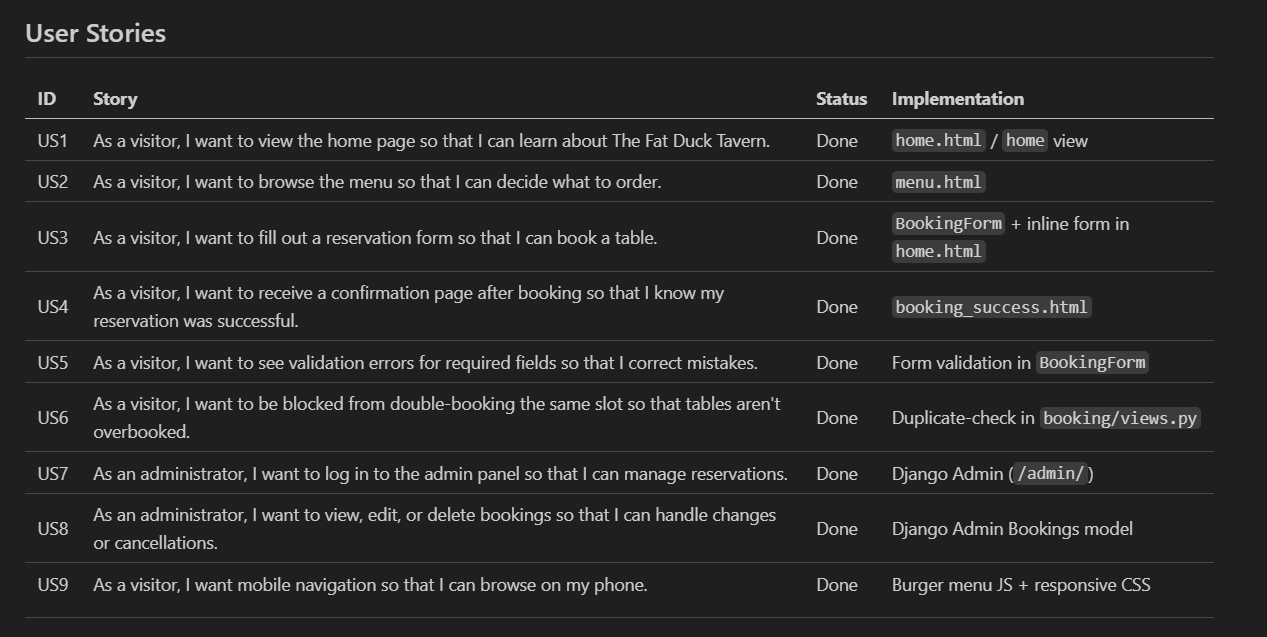 User Stories
ID Story Status Implementation
US1 As a visitor, I want to view the home page so that I can learn about The Fat Duck Tavern. Done home.html / home view
US2 As a visitor, I want to browse the menu so that I can decide what to order. Done menu.html
US3 As a visitor, I want to fill out a reservation form so that I can book a table. Done BookingForm + inline form in
home.html
US4 As a visitor, I want to receive a confirmation page after booking so that I know my
reservation was successful. Done booking_success.html
US5 As a visitor, I want to see validation errors for required fields so that I correct mistakes. Done Form validation in BookingForm
US6 As a visitor, I want to be blocked from double-booking the same slot so that tables aren't
overbooked. Done Duplicate-check in booking/views.py
US7 As an administrator, I want to log in to the admin panel so that I can manage reservations. Done Django Admin (/admin/)
US8 As an administrator, I want to view, edit, or delete bookings so that I can handle changes
or cancellations. Done Django Admin Bookings model
US9 As a visitor, I want mobile navigation so that I can browse on my phone. Done Burger menu JS + responsive CSS